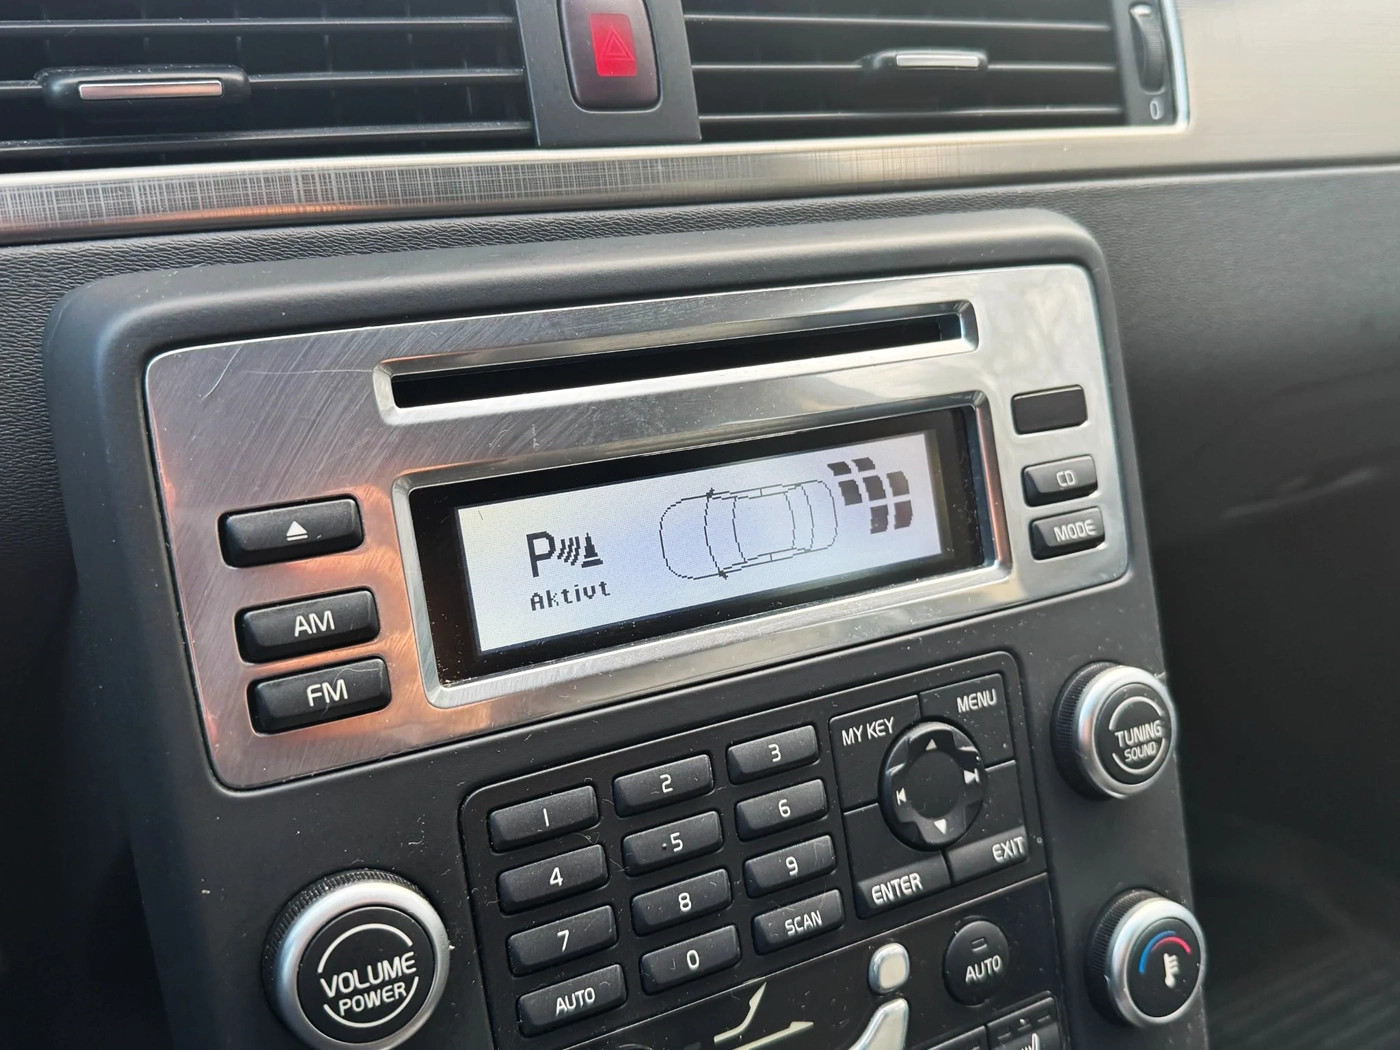 0
CD
MODE
P
Aktivt
AM
FM
MY KEY
MENU
TUNING
SOUND
1
2
3
4
5
6
7
8
9
0
SCAN
AUTO
ENTER
EXIT
VOLUME
POWER
AUTO